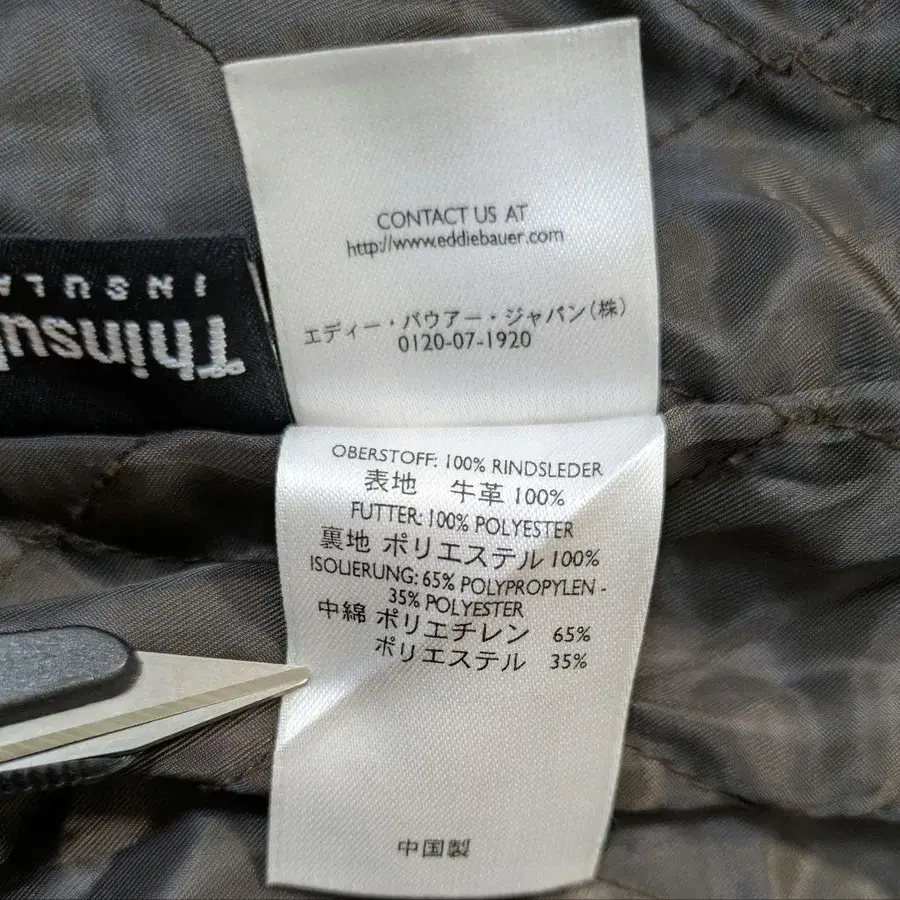 CONTACT US AT
http://www.eddiebauer.com
エディー・バウアー・ジャパン(株)
0120-07-1920
OBERSTOFF: 100% RINDSLEDER
表地 牛革 100%
FUTTER: 100% POLYESTER
裏地 ポリエステル 100%
ISOLIERUNG: 65% POLYPROPYLEN -
35% POLYESTER
中綿 ポリエチレン 65%
ポリエステル 35%
中国製